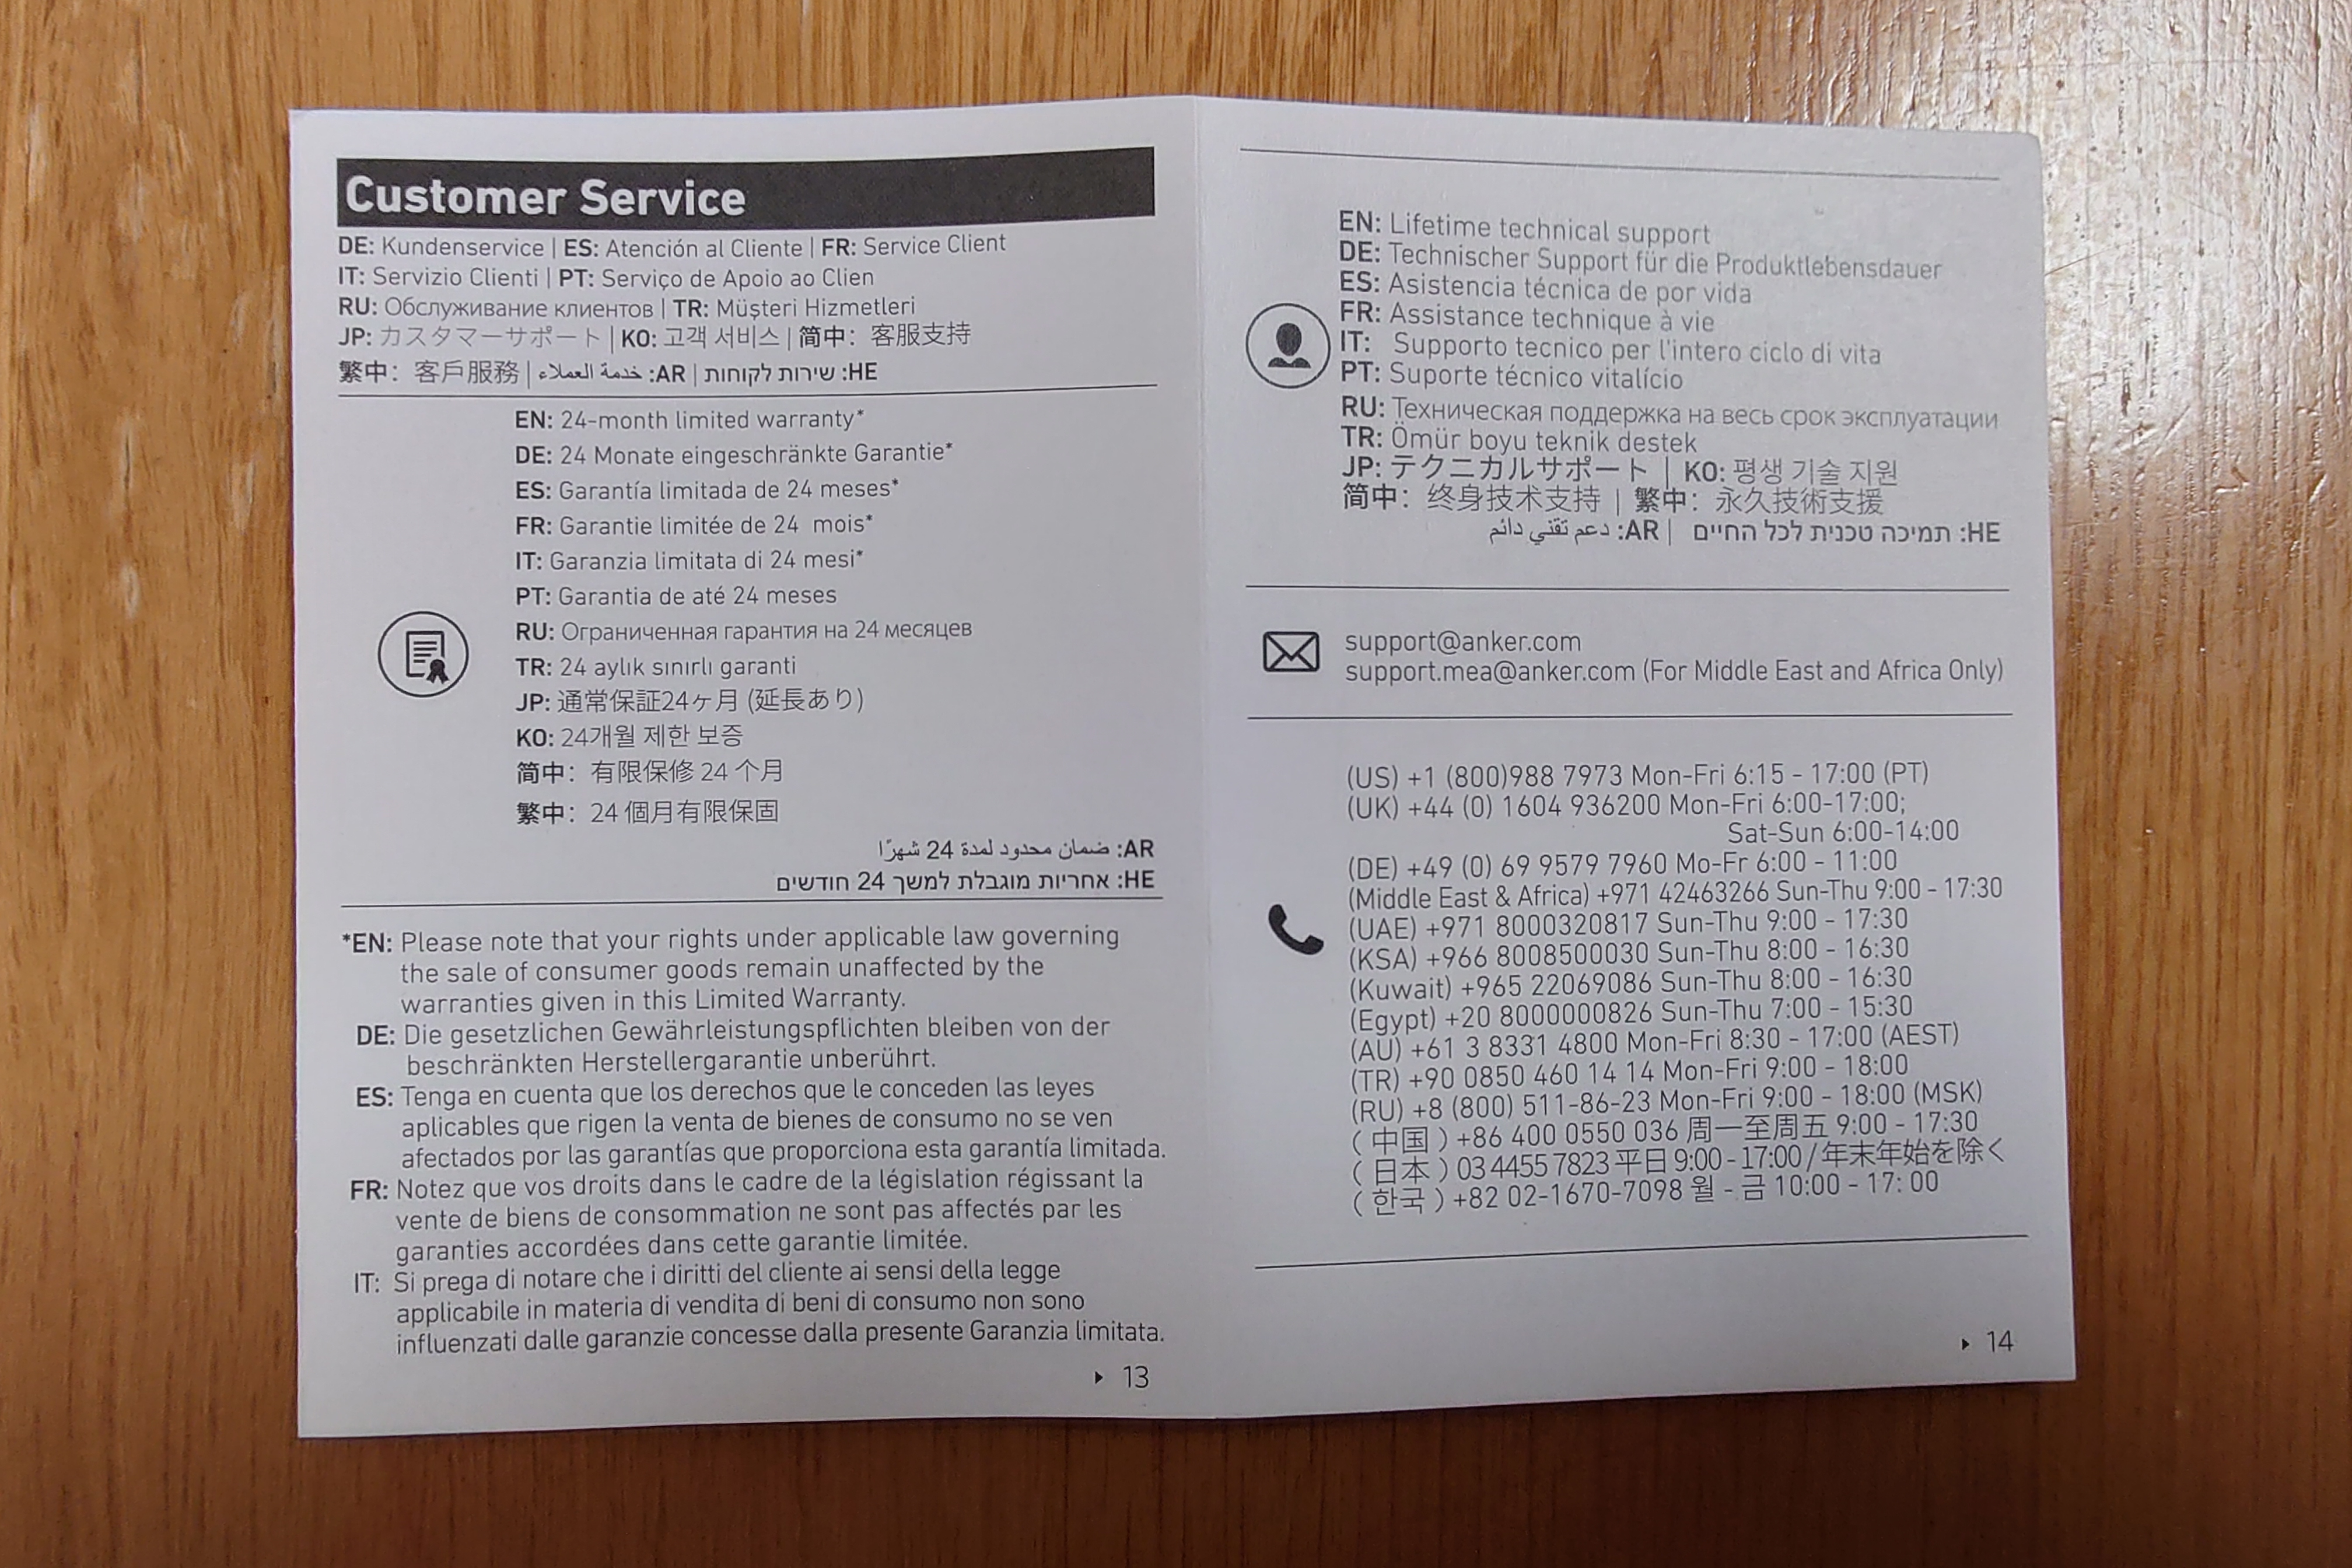 Customer Service
DE: Kundenservice | ES: Atención al Cliente | FR: Service Client
IT: Servizio Clienti | PT: Serviço de Apoio ao Clien
RU: Обслуживание клиентов | TR: Müşteri Hizmetleri
JP: カスタマーサポート | KO: 고객 서비스 | 简中：客服支持
繁中：客戶服務 | خدمة العملاء :AR | שירות לקוחות :HE
EN: 24-month limited warranty*
DE: 24 Monate eingeschränkte Garantie*
ES: Garantía limitada de 24 meses*
FR: Garantie limitée de 24 mois*
IT: Garanzia limitata di 24 mesi*
PT: Garantia de até 24 meses
RU: Ограниченная гарантия на 24 месяцев
TR: 24 aylık sınırlı garanti
JP: 通常保証24ヶ月 (延長あり)
KO: 24개월 제한 보증
简中：有限保修 24 个月
繁中：24 個月有限保固
AR: ضمان محدود لمدة 24 شهرًا
HE: אחריות מוגבלת למשך 24 חודשים
*EN: Please note that your rights under applicable law governing
the sale of consumer goods remain unaffected by the
warranties given in this Limited Warranty.
DE: Die gesetzlichen Gewährleistungspflichten bleiben von der
beschränkten Herstellergarantie unberührt.
ES: Tenga en cuenta que los derechos que le conceden las leyes
aplicables que rigen la venta de bienes de consumo no se ven
afectados por las garantías que proporciona esta garantía limitada.
FR: Notez que vos droits dans le cadre de la législation régissant la
vente de biens de consommation ne sont pas affectés par les
garanties accordées dans cette garantie limitée.
IT: Si prega di notare che i diritti del cliente ai sensi della legge
applicabile in materia di vendita di beni di consumo non sono
influenzati dalle garanzie concesse dalla presente Garanzia limitata.
13
EN: Lifetime technical support
DE: Technischer Support für die Produktlebensdauer
ES: Asistencia técnica de por vida
FR: Assistance technique à vie
IT: Supporto tecnico per l'intero ciclo di vita
PT: Suporte técnico vitalício
RU: Техническая поддержка на весь срок эксплуатации
TR: Ömür boyu teknik destek
JP: テクニカルサポート | KO: 평생 기술 지원
简中：终身技术支持 | 繁中：永久技術支援
HE: תמיכה טכנית לכל החיים | AR: دعم تقني دائم
support@anker.com
support.mea@anker.com (For Middle East and Africa Only)
(US) +1 (800)988 7973 Mon-Fri 6:15 - 17:00 (PT)
(UK) +44 (0) 1604 936200 Mon-Fri 6:00-17:00;
Sat-Sun 6:00-14:00
(DE) +49 (0) 69 9579 7960 Mo-Fr 6:00 - 11:00
(Middle East & Africa) +971 42463266 Sun-Thu 9:00 - 17:30
(UAE) +971 8000320817 Sun-Thu 9:00 - 17:30
(KSA) +966 8008500030 Sun-Thu 8:00 - 16:30
(Kuwait) +965 22069086 Sun-Thu 8:00 - 16:30
(Egypt) +20 8000000826 Sun-Thu 7:00 - 15:30
(AU) +61 3 8331 4800 Mon-Fri 8:30 - 17:00 (AEST)
(TR) +90 0850 460 14 14 Mon-Fri 9:00 - 18:00
(RU) +8 (800) 511-86-23 Mon-Fri 9:00 - 18:00 (MSK)
（中国）+86 400 0550 036 周一至周五 9:00 - 17:30
（日本）03 4455 7823 平日 9:00 - 17:00 / 年末年始を除く
（한국）+82 02-1670-7098 월 - 금 10:00 - 17: 00
14